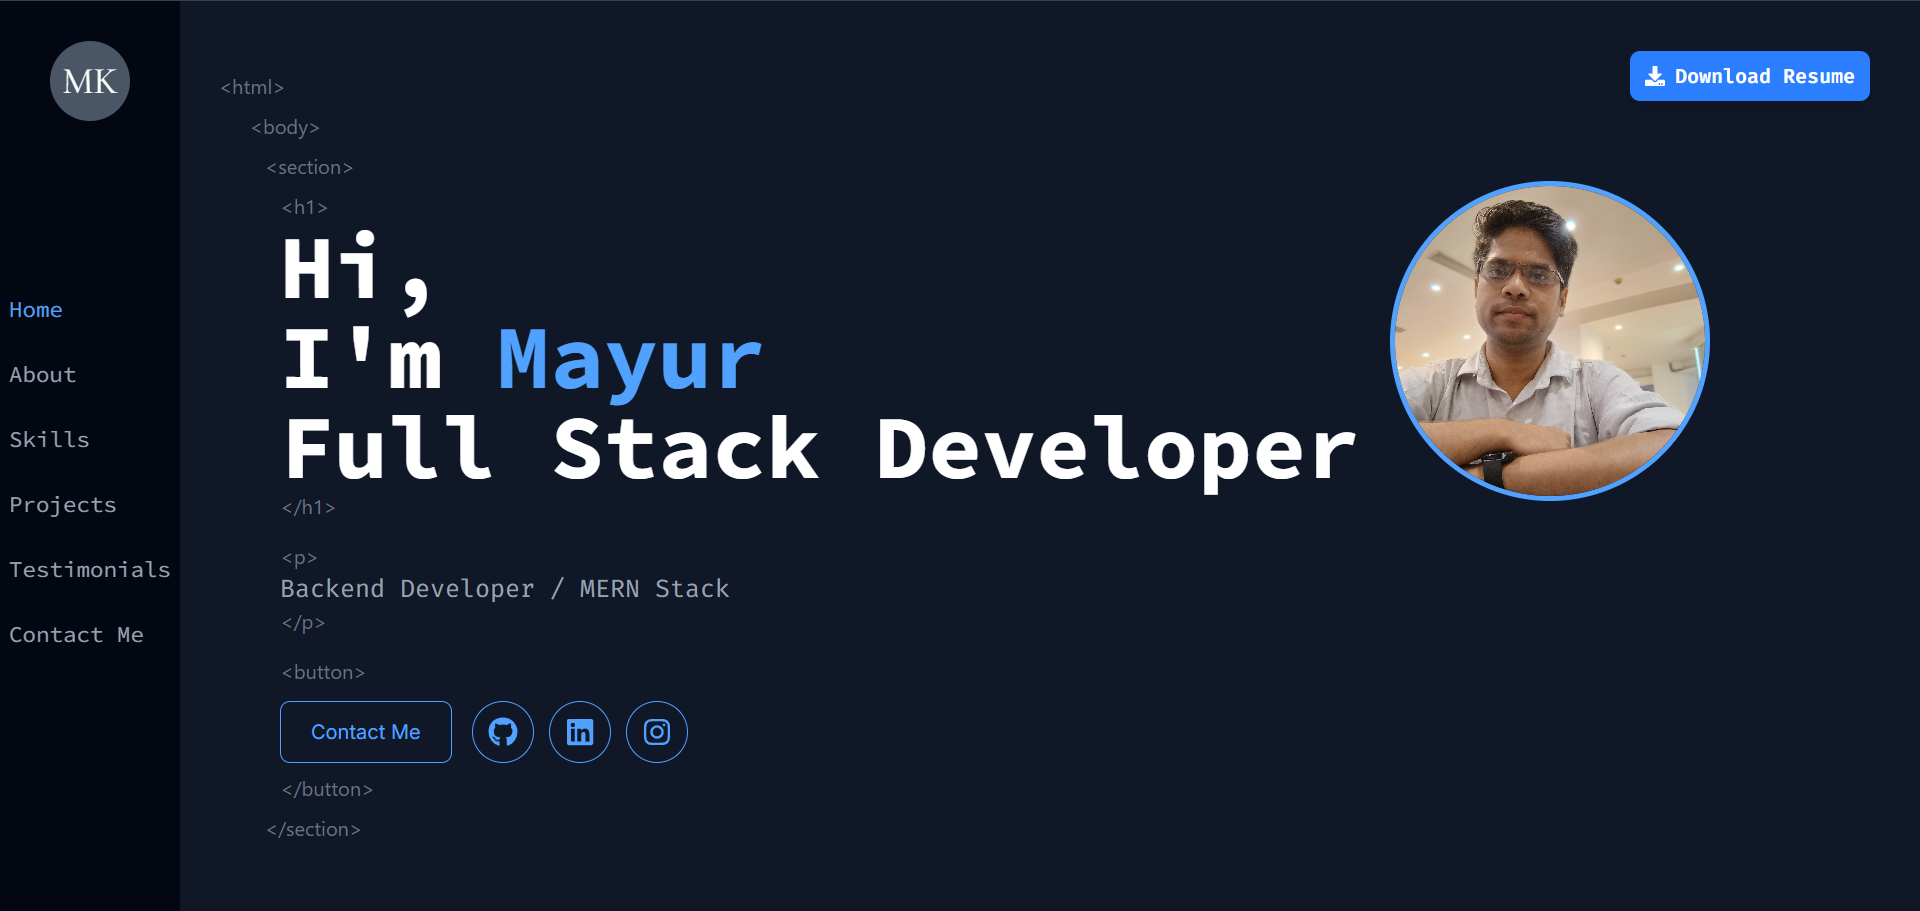 MK
Home
About
Skills
Projects
Testimonials
Contact Me
Download Resume
<html>
<body>
<section>
<h1>
Hi,
I'm Mayur
Full Stack Developer
</h1>
<p>
Backend Developer / MERN Stack
</p>
<button>
Contact Me
</button>
</section>